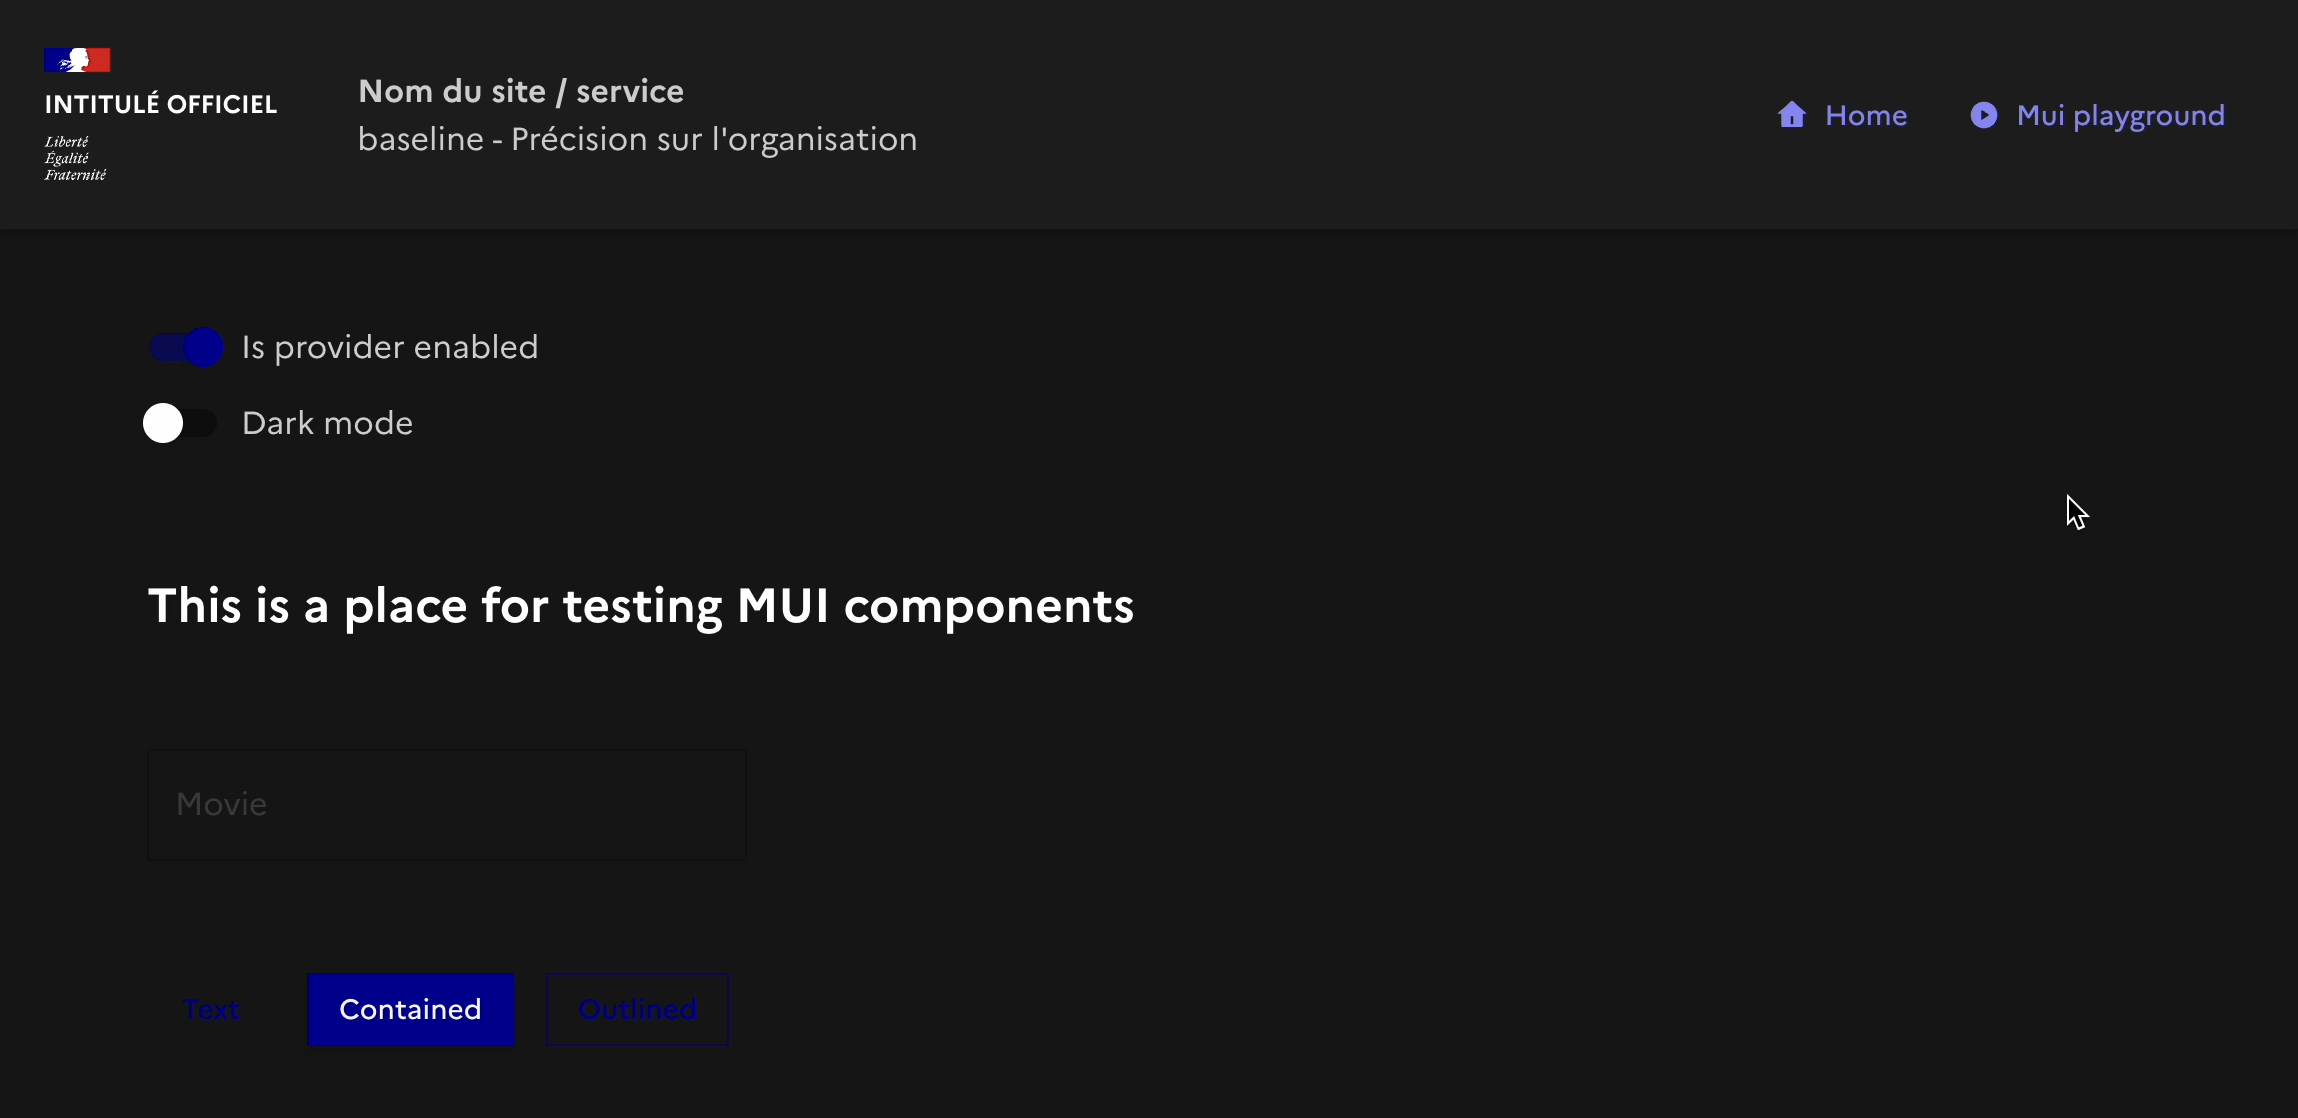 INTITULÉ OFFICIEL
Liberté
Égalité
Fraternité
Nom du site / service
baseline - Précision sur l'organisation
Home
Mui playground
Is provider enabled
Dark mode
This is a place for testing MUI components
Movie
Text
Contained
Outlined